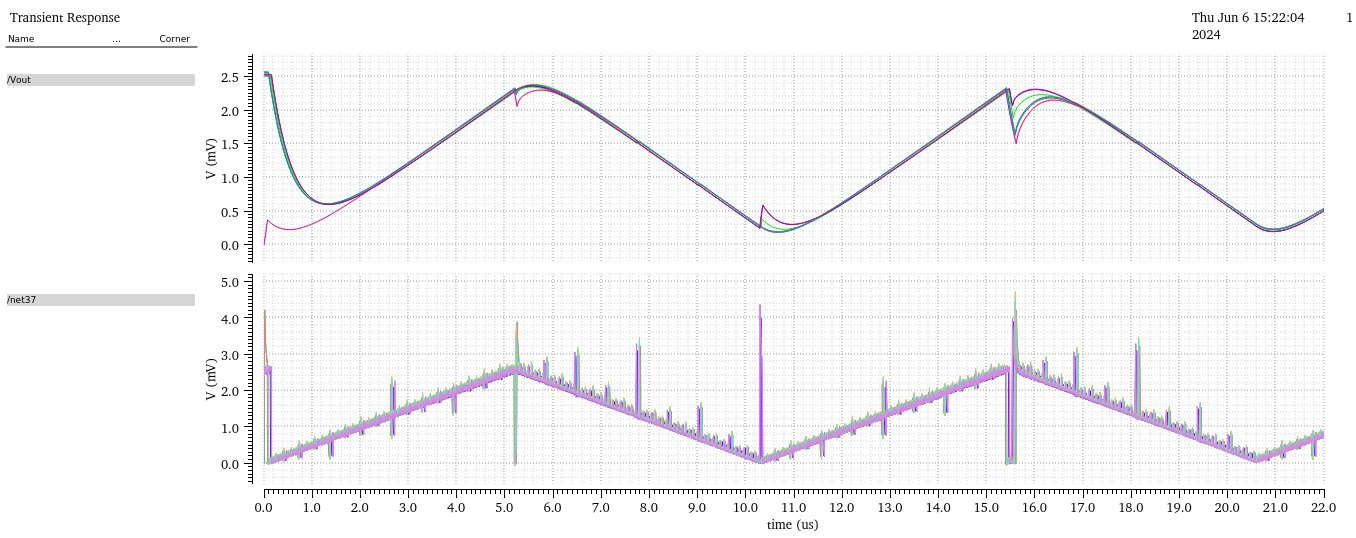 Transient Response
Thu Jun 6 15:22:04 1
2024
Name ... Corner
/Vout
V (mV)
2.5
2.0
1.5
1.0
0.5
0.0
/net37
V (mV)
5.0
4.0
3.0
2.0
1.0
0.0
0.0 1.0 2.0 3.0 4.0 5.0 6.0 7.0 8.0 9.0 10.0 11.0 12.0 13.0 14.0 15.0 16.0 17.0 18.0 19.0 20.0 21.0 22.0
time (us)